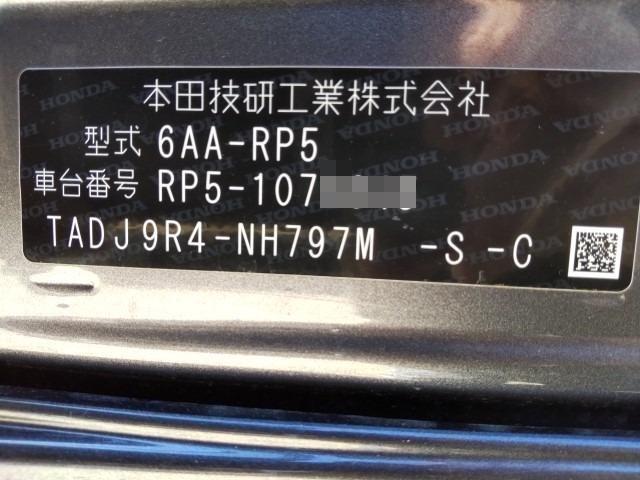 本田技研工業株式会社
型式 6AA-RP5
車台番号 RP5-107
TADJ9R4-NH797M -S -C